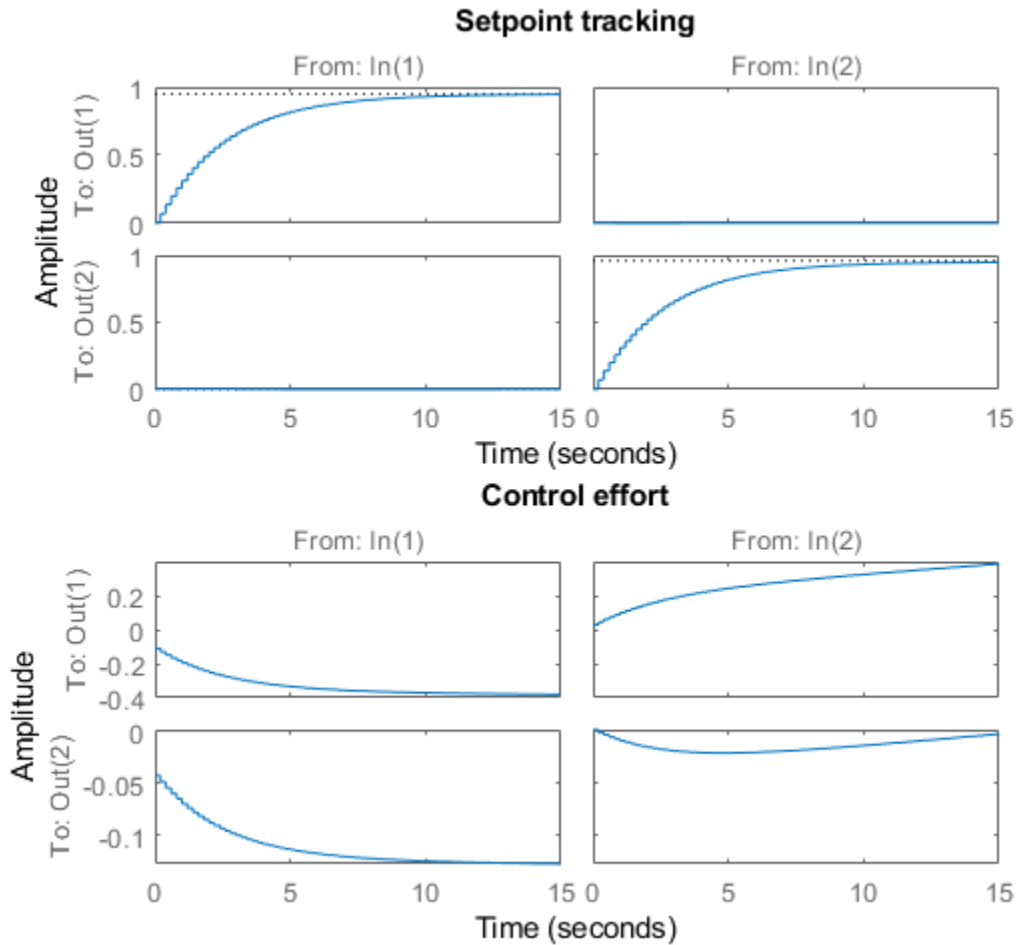 Setpoint tracking
From: In(1)
From: In(2)
Amplitude
To: Out(1)
1
0.5
0
To: Out(2)
1
0.5
0
0 5 10 15 0 5 10 15
Time (seconds)
Control effort
From: In(1)
From: In(2)
Amplitude
To: Out(1)
0.2
0
-0.2
-0.4
To: Out(2)
0
-0.05
-0.1
0 5 10 15 0 5 10 15
Time (seconds)